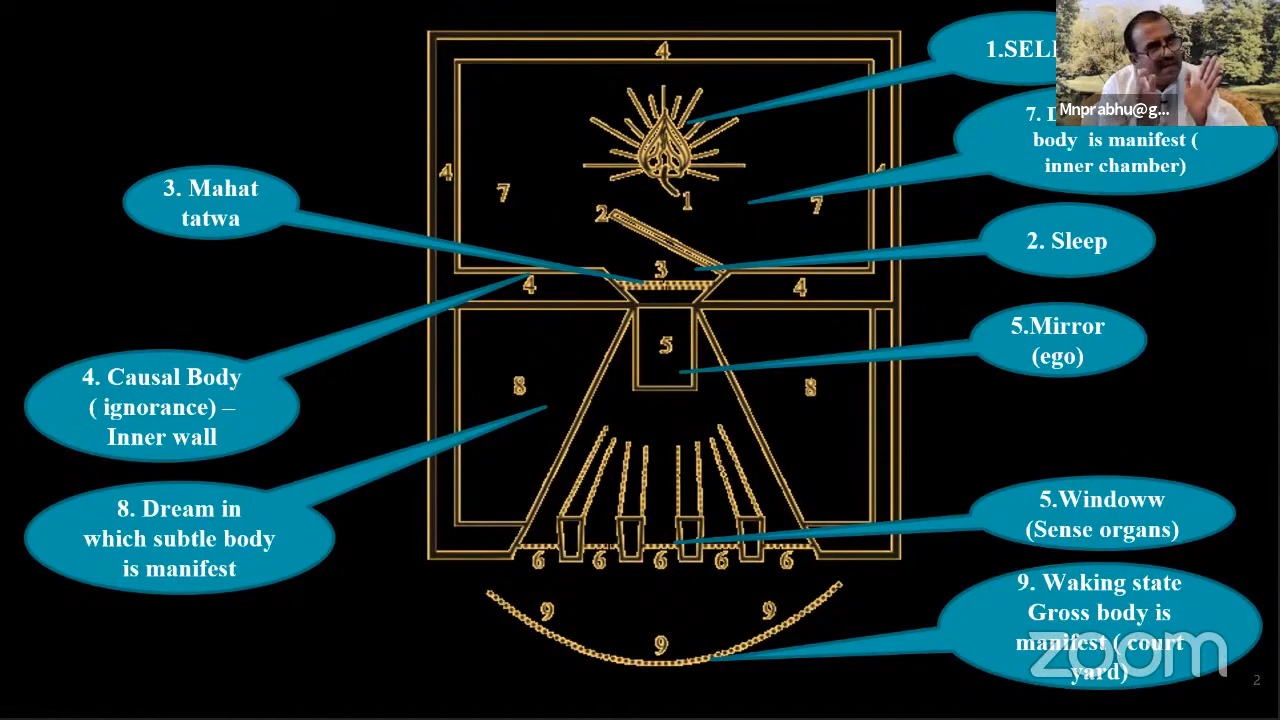 1.SEL
Mnprabhu@g...
7.
body is manifest (
inner chamber)
3. Mahat
tatwa
2. Sleep
5.Mirror
(ego)
4. Causal Body
( ignorance) –
Inner wall
8. Dream in
which subtle body
is manifest
5.Windoww
(Sense organs)
9. Waking state
Gross body is
manifest ( court
yard)
zoom
2
4
4
4
7
1
7
2
3
4
4
5
8
8
6
6
6
6
6
9
9
9